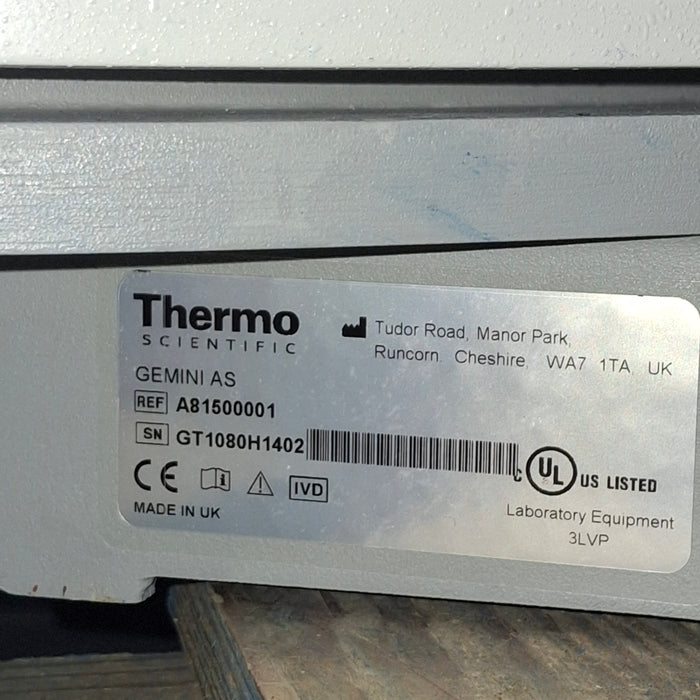 Thermo
SCIENTIFIC
Tudor Road, Manor Park,
Runcorn, Cheshire, WA7 1TA, UK
GEMINI AS
REF A81500001
SN GT1080H1402
CE i IVD
C UL US LISTED
MADE IN UK
Laboratory Equipment
3LVP